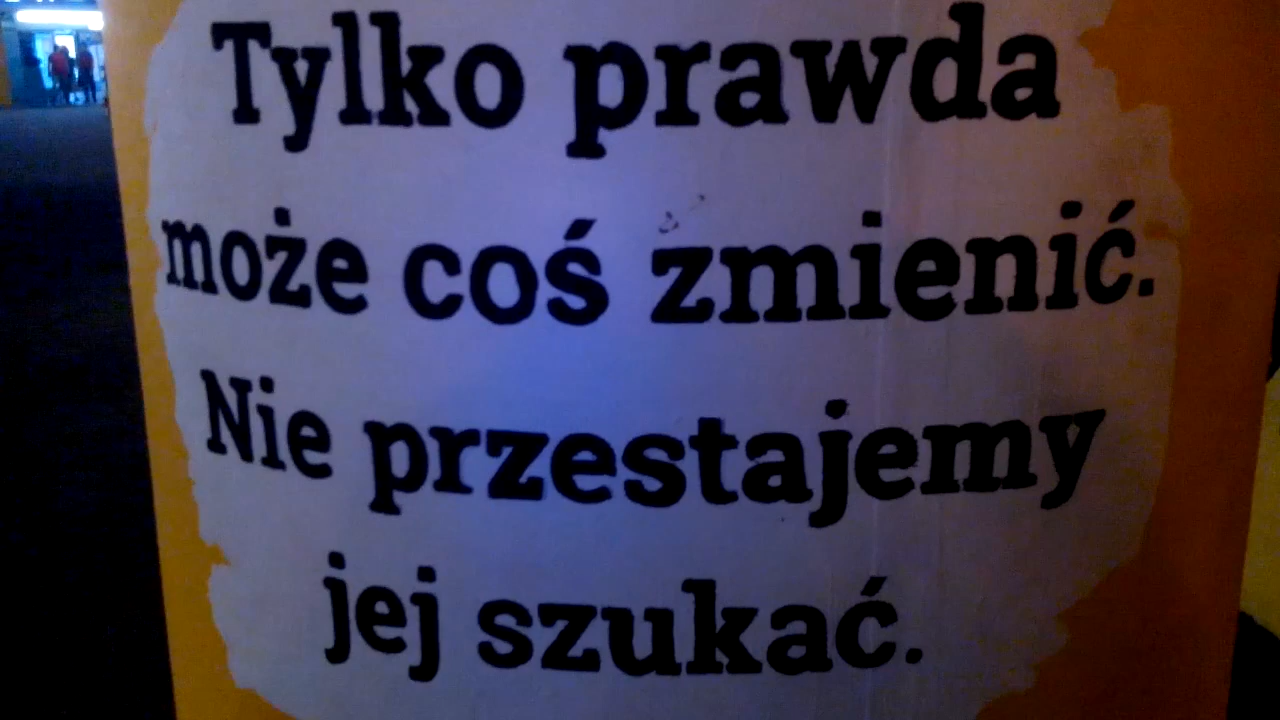 Tylko prawda
może coś zmienić.
Nie przestajemy
jej szukać.